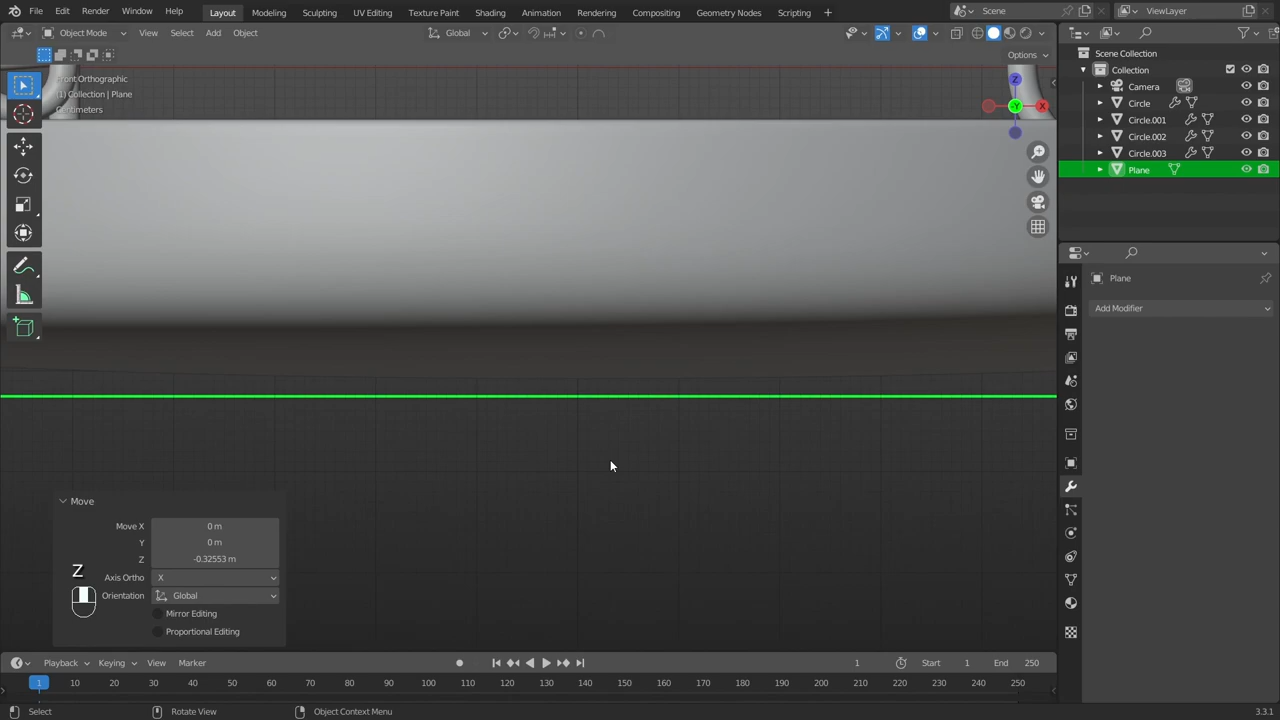 File Edit Render Window Help Layout Modeling Sculpting UV Editing Texture Paint Shading Animation Rendering Compositing Geometry Nodes Scripting + Scene ViewLayer
Object Mode View Select Add Object Global
Options
Front Orthographic
(1) Collection | Plane
Centimeters
Z
Y
X
Scene Collection
Collection
Camera
Circle
Circle.001
Circle.002
Circle.003
Plane
Plane
Add Modifier
Move
Move X 0 m
Y 0 m
Z -0.32553 m
Axis Ortho X
Orientation Global
Mirror Editing
Proportional Editing
Z
Playback Keying View Marker 1 Start 1 End 250
1 10 20 30 40 50 60 70 80 90 100 110 120 130 140 150 160 170 180 190 200 210 220 230 240 250
Select Rotate View Object Context Menu 3.3.1